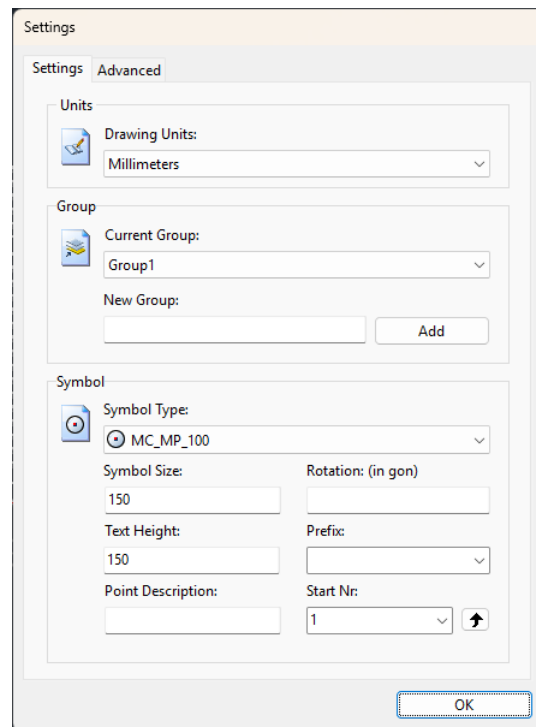 Settings
Settings Advanced
Units
Drawing Units:
Millimeters
Group
Current Group:
Group1
New Group:
Add
Symbol
Symbol Type:
MC_MP_100
Symbol Size: Rotation: (in gon)
150
Text Height: Prefix:
150
Point Description: Start Nr:
1
OK